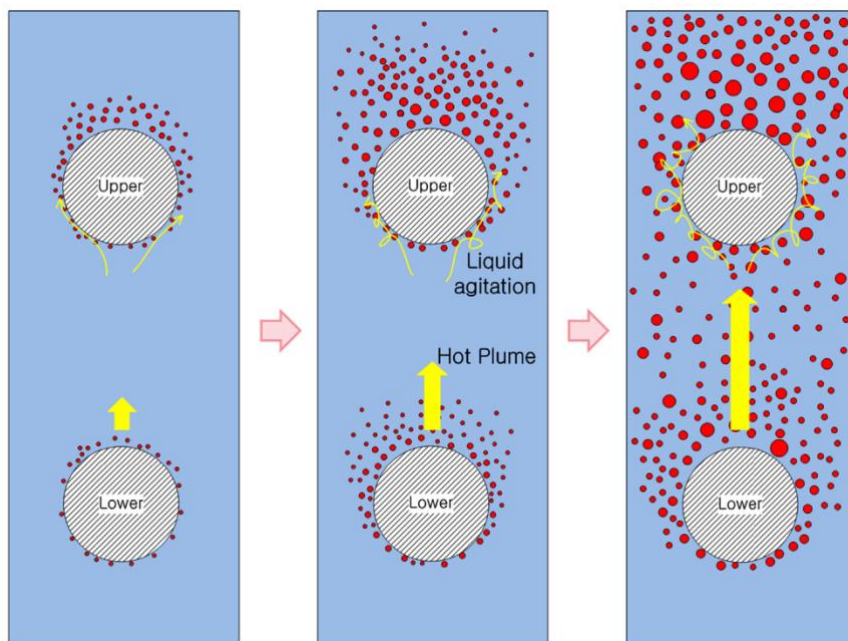 Upper
Lower
Upper
Liquid
agitation
Hot Plume
Lower
Upper
Lower